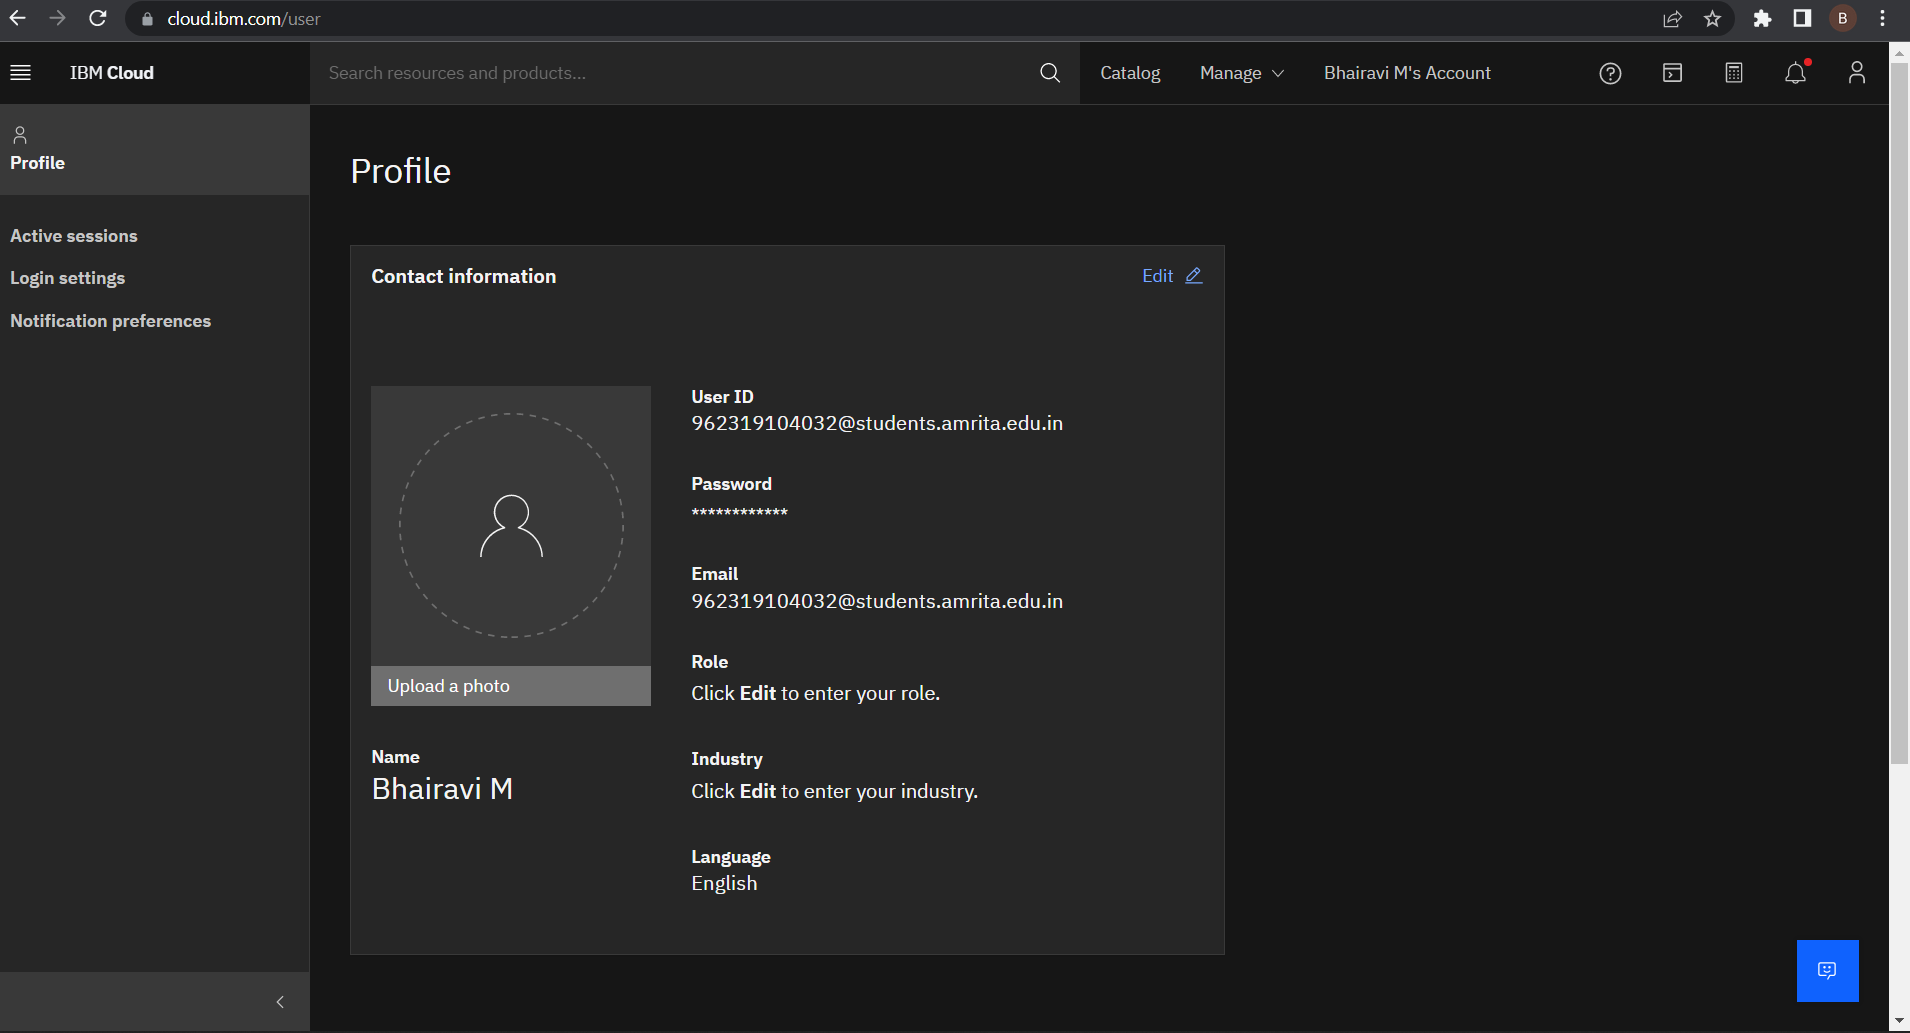 cloud.ibm.com/user
B
IBM Cloud
Search resources and products...
Catalog
Manage
Bhairavi M's Account
Profile
Active sessions
Login settings
Notification preferences
Profile
Contact information
Edit
Upload a photo
Name
Bhairavi M
User ID
962319104032@students.amrita.edu.in
Password
************
Email
962319104032@students.amrita.edu.in
Role
Click Edit to enter your role.
Industry
Click Edit to enter your industry.
Language
English